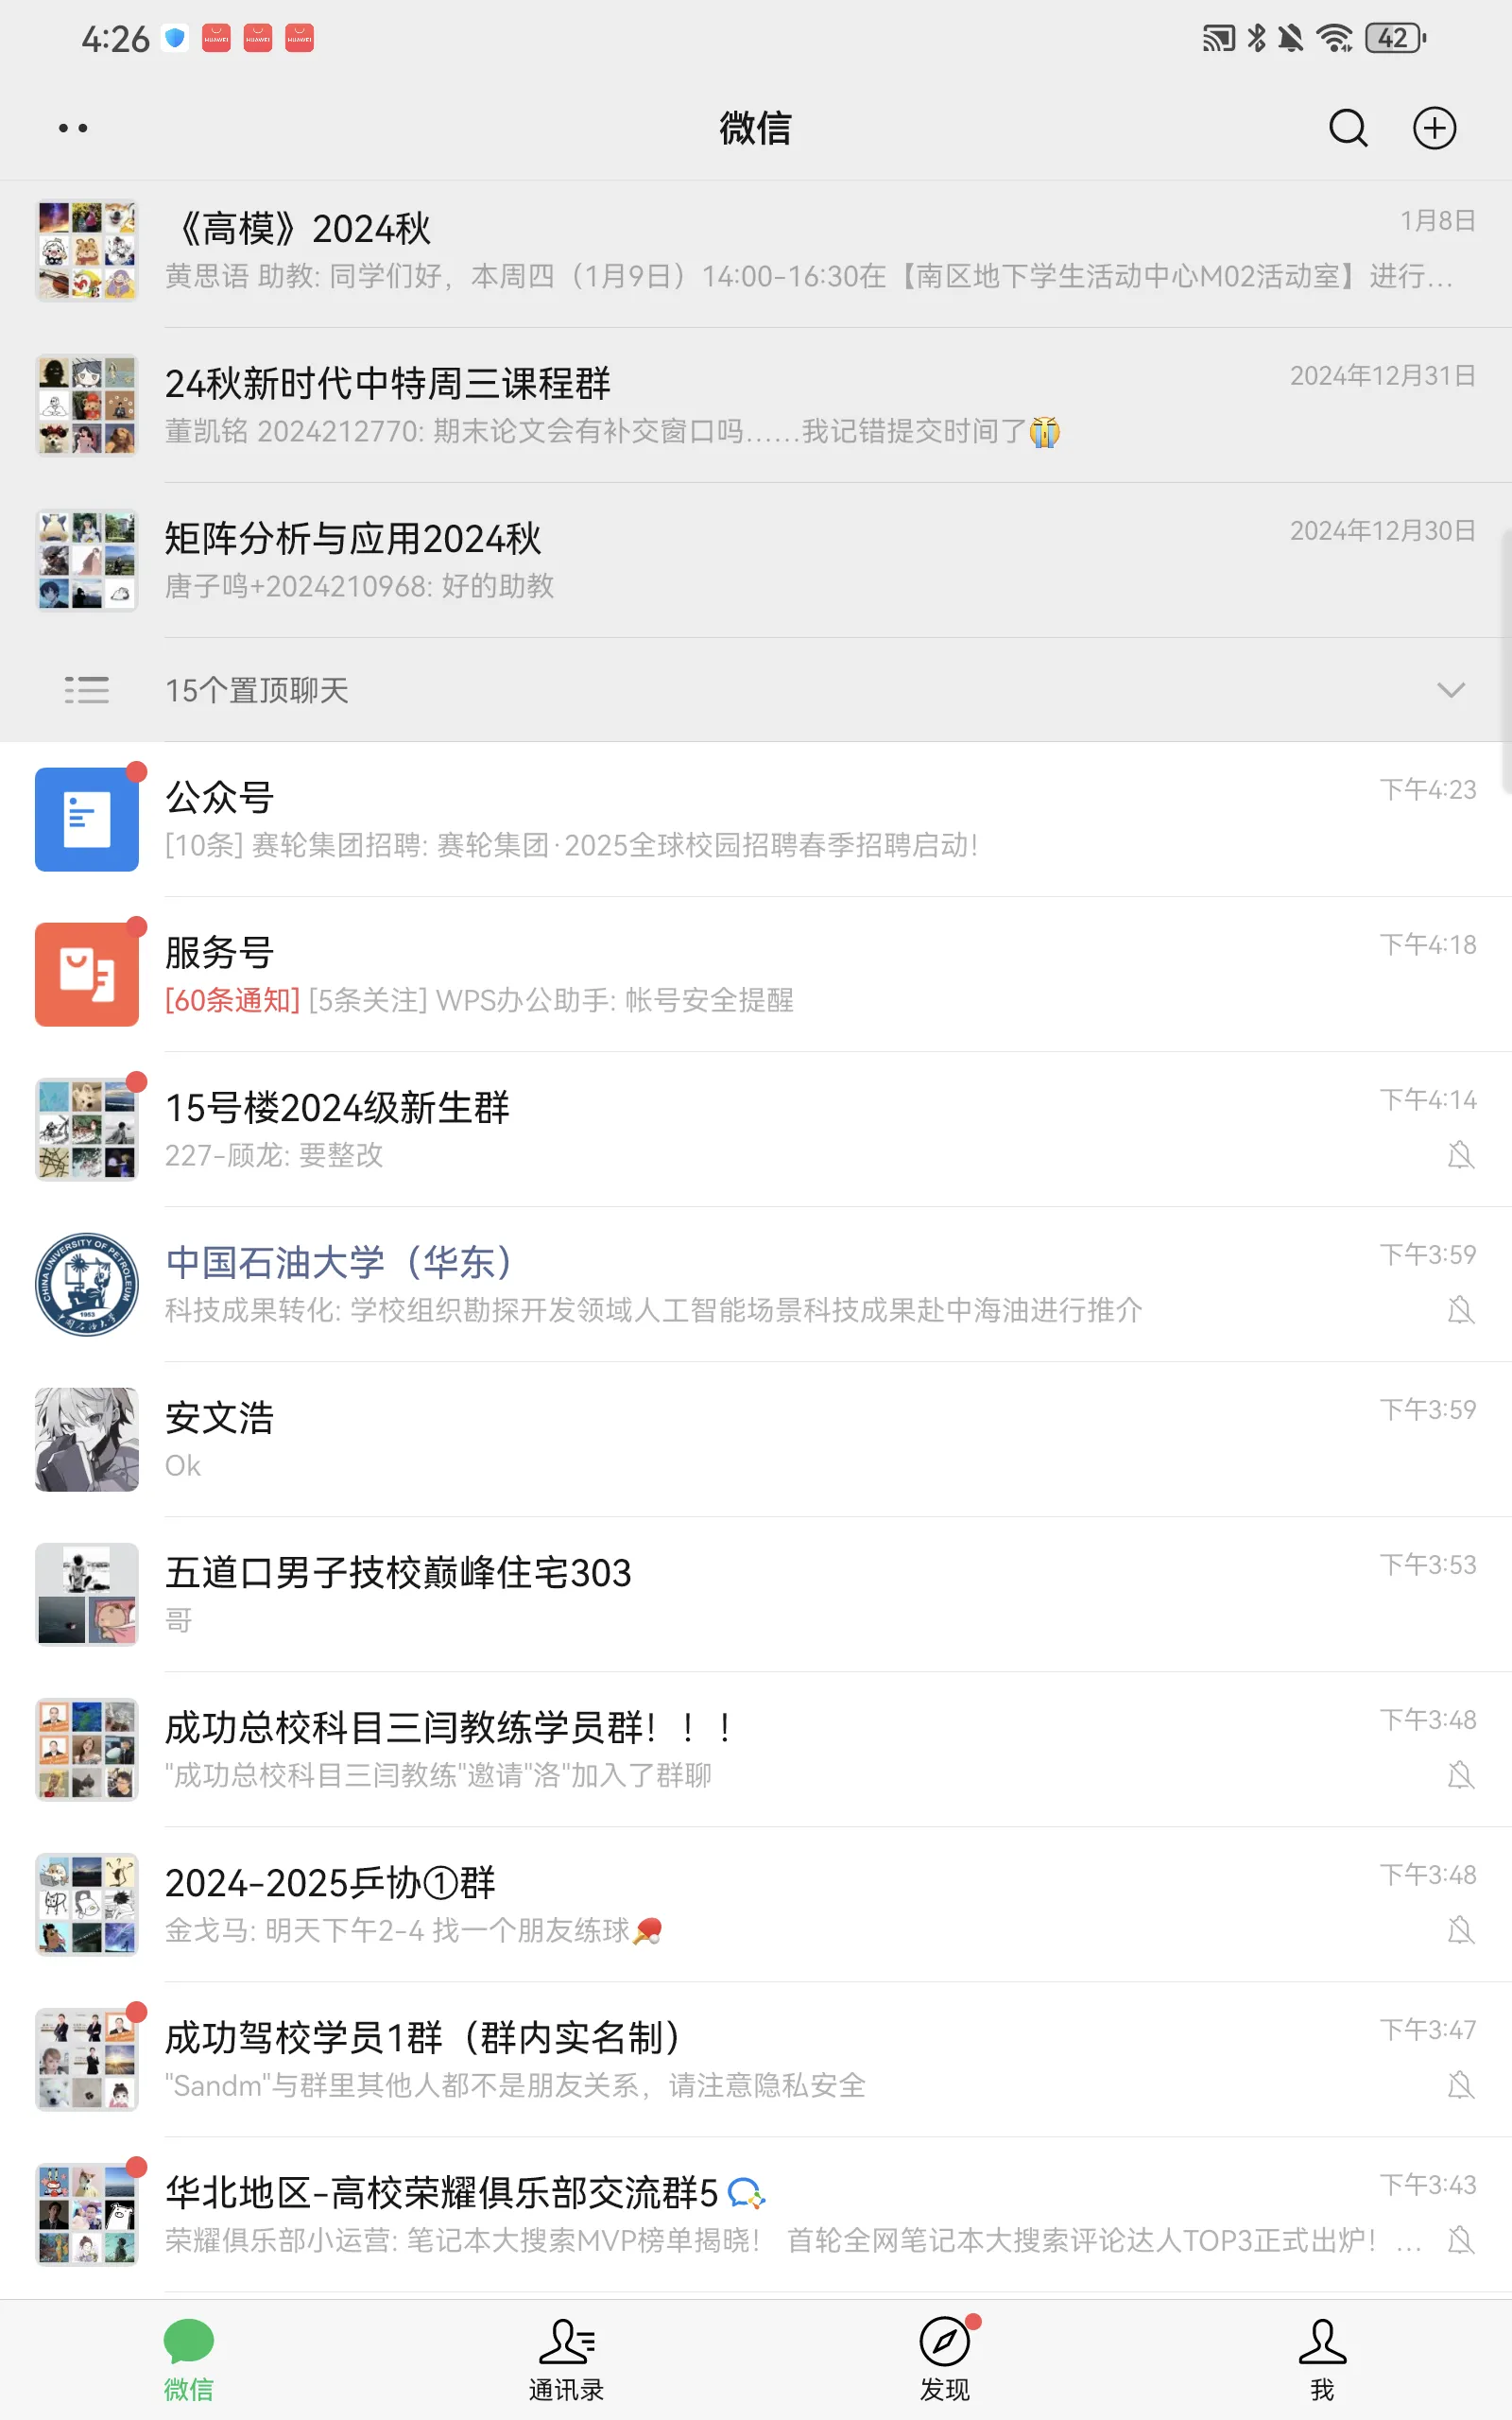 4:26
HUAWEI HUAWEI HUAWEI
42
微信
《高模》2024秋
1月8日
黄思语 助教: 同学们好，本周四（1月9日）14:00-16:30在【南区地下学生活动中心M02活动室】进行...
24秋新时代中特周三课程群
2024年12月31日
董凯铭 2024212770: 期末论文会有补交窗口吗......我记错提交时间了😭
矩阵分析与应用2024秋
2024年12月30日
唐子鸣+2024210968: 好的助教
15个置顶聊天
公众号
下午4:23
[10条] 赛轮集团招聘: 赛轮集团·2025全球校园招聘春季招聘启动！
服务号
下午4:18
[60条通知] [5条关注] WPS办公助手: 帐号安全提醒
15号楼2024级新生群
下午4:14
227-顾龙: 要整改
CHINA UNIVERSITY OF PETROLEUM
1953
中国石油大学
中国石油大学（华东）
下午3:59
科技成果转化: 学校组织勘探开发领域人工智能场景科技成果赴中海油进行推介
安文浩
下午3:59
Ok
五道口男子技校巅峰住宅303
下午3:53
哥
成功总校科目三闫教练学员群！！！
下午3:48
"成功总校科目三闫教练"邀请"洛"加入了群聊
2024-2025乒协①群
下午3:48
金戈马: 明天下午2-4 找一个朋友练球🏓
成功驾校学员1群（群内实名制）
下午3:47
"Sandm"与群里其他人都不是朋友关系，请注意隐私安全
华北地区-高校荣耀俱乐部交流群5
下午3:43
荣耀俱乐部小运营: 笔记本大搜索MVP榜单揭晓！ 首轮全网笔记本大搜索评论达人TOP3正式出炉！...
微信
通讯录
发现
我